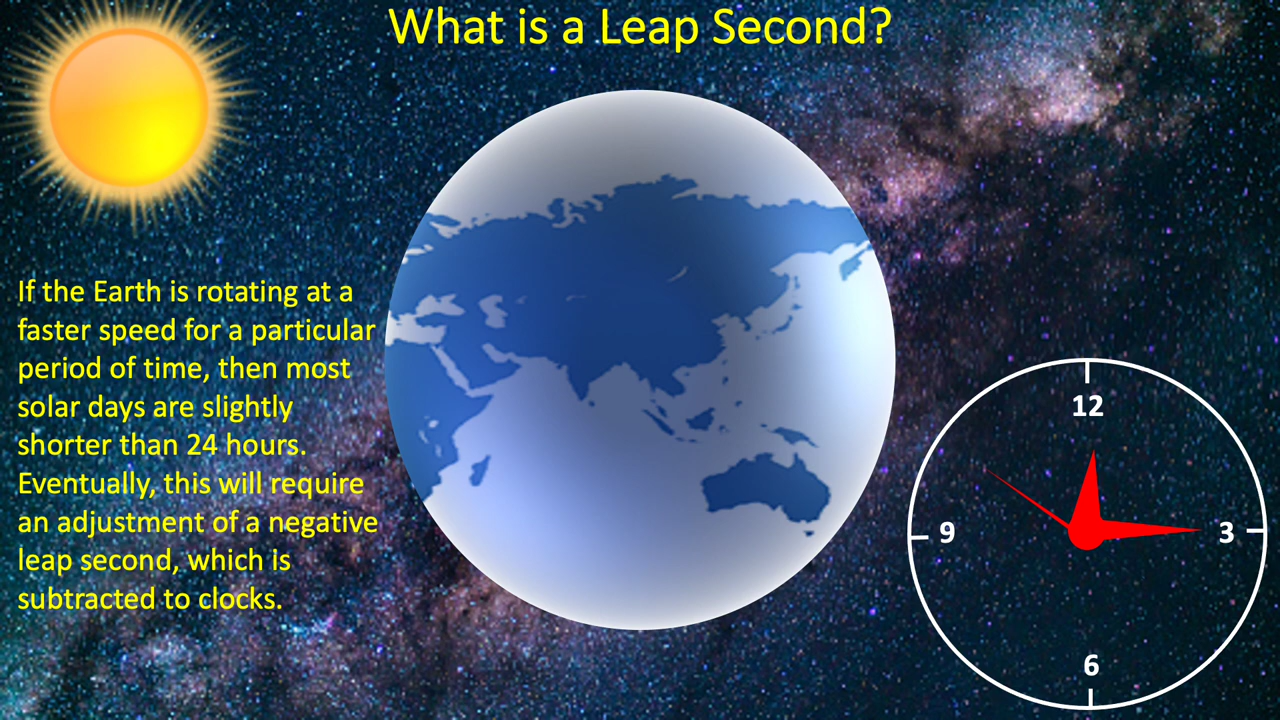 What is a Leap Second?
If the Earth is rotating at a
faster speed for a particular
period of time, then most
solar days are slightly
shorter than 24 hours.
Eventually, this will require
an adjustment of a negative
leap second, which is
subtracted to clocks.
12
9
3
6